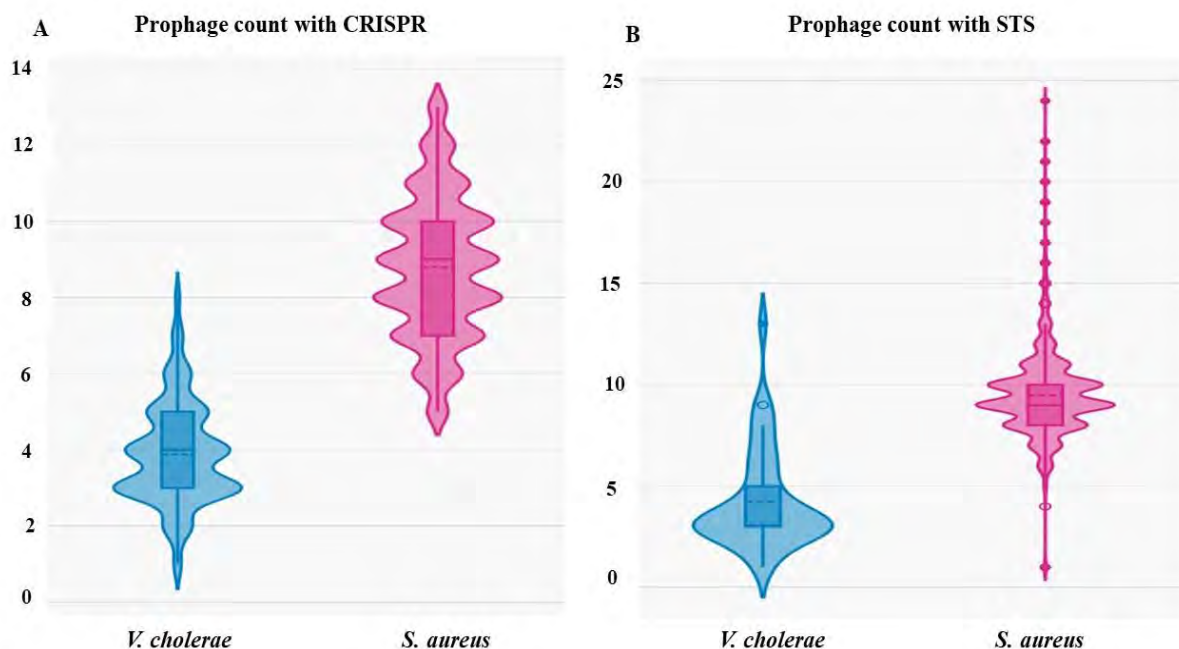 A
Prophage count with CRISPR
14
12
10
8
6
4
2
0
V. cholerae
S. aureus
B
Prophage count with STS
25
20
15
10
5
0
V. cholerae
S. aureus